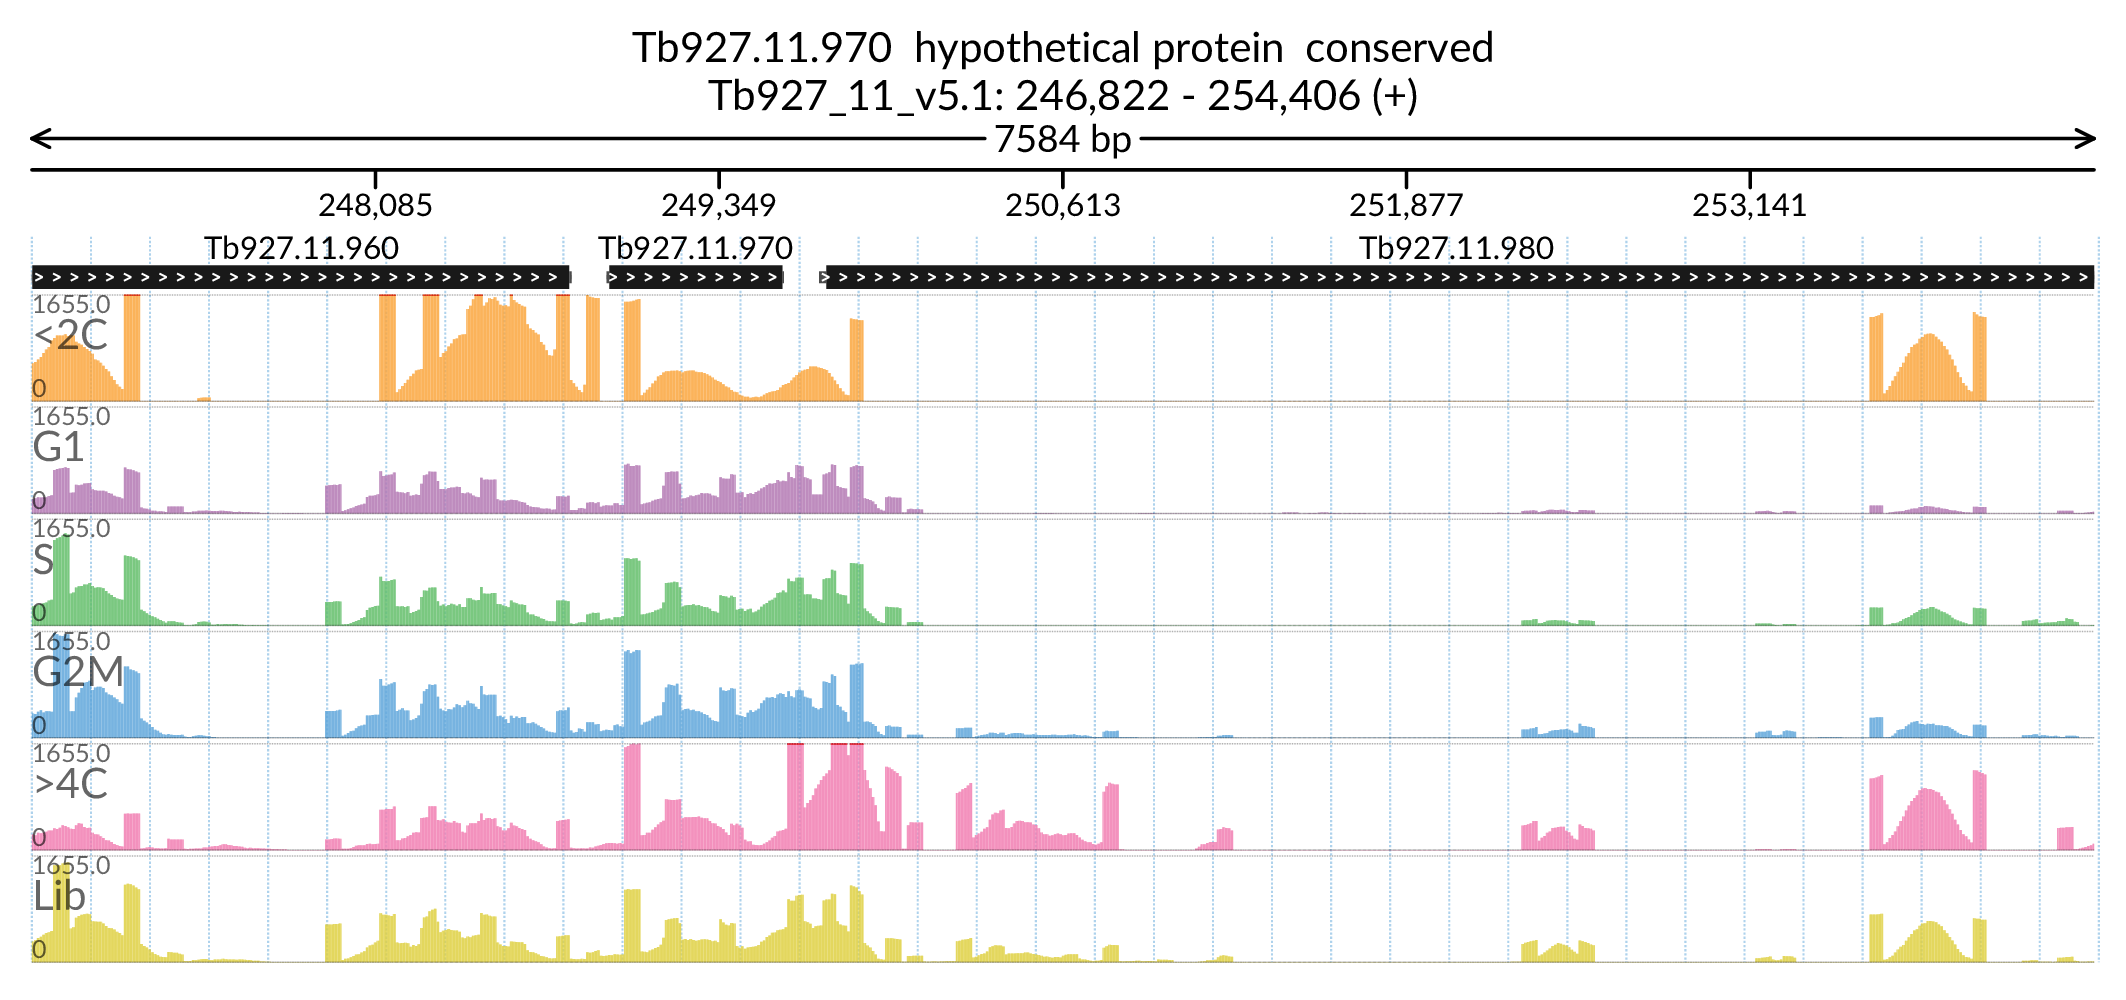 Tb927.11.970 hypothetical protein conserved
Tb927_11_v5.1: 246,822 - 254,406 (+)
7584 bp
248,085 249,349 250,613 251,877 253,141
Tb927.11.960 Tb927.11.970 Tb927.11.980
1655.0
<2C
0
1655.0
G1
0
1655.0
S
0
1655.0
G2M
0
1655.0
>4C
0
1655.0
Lib
0